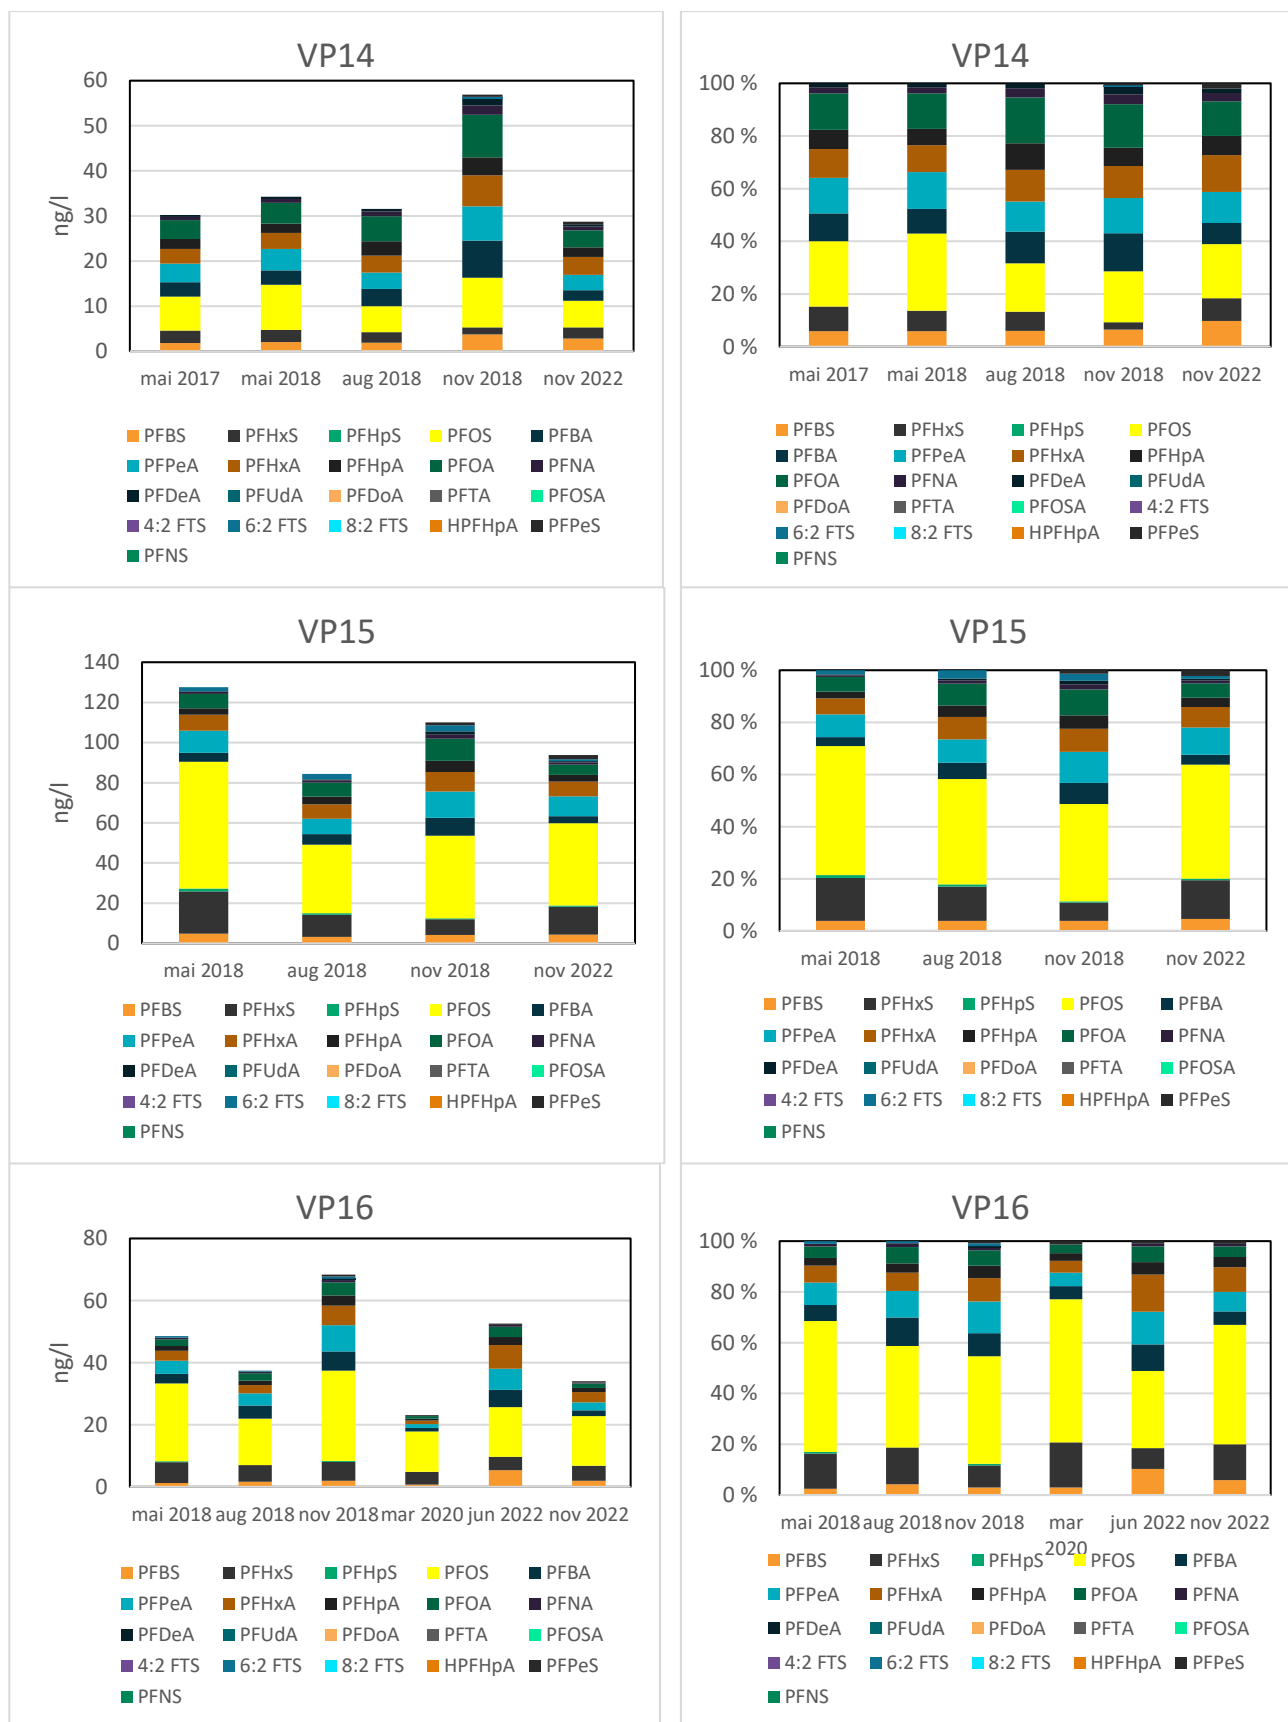 VP14
60
50
40
30
20
10
0
ng/l
mai 2017 mai 2018 aug 2018 nov 2018 nov 2022
PFBS PFHxS PFHpS PFOS PFBA
PFPeA PFHxA PFHpA PFOA PFNA
PFDeA PFUdA PFDoA PFTA PFOSA
4:2 FTS 6:2 FTS 8:2 FTS HPFHpA PFPeS
PFNS
VP14
100 %
80 %
60 %
40 %
20 %
0 %
mai 2017 mai 2018 aug 2018 nov 2018 nov 2022
PFBS PFHxS PFHpS PFOS
PFBA PFPeA PFHxA PFHpA
PFOA PFNA PFDeA PFUdA
PFDoA PFTA PFOSA 4:2 FTS
6:2 FTS 8:2 FTS HPFHpA PFPeS
PFNS
VP15
140
120
100
80
60
40
20
0
ng/l
mai 2018 aug 2018 nov 2018 nov 2022
PFBS PFHxS PFHpS PFOS PFBA
PFPeA PFHxA PFHpA PFOA PFNA
PFDeA PFUdA PFDoA PFTA PFOSA
4:2 FTS 6:2 FTS 8:2 FTS HPFHpA PFPeS
PFNS
VP15
100 %
80 %
60 %
40 %
20 %
0 %
mai 2018 aug 2018 nov 2018 nov 2022
PFBS PFHxS PFHpS PFOS PFBA
PFPeA PFHxA PFHpA PFOA PFNA
PFDeA PFUdA PFDoA PFTA PFOSA
4:2 FTS 6:2 FTS 8:2 FTS HPFHpA PFPeS
PFNS
VP16
80
60
40
20
0
ng/l
mai 2018 aug 2018 nov 2018 mar 2020 jun 2022 nov 2022
PFBS PFHxS PFHpS PFOS PFBA
PFPeA PFHxA PFHpA PFOA PFNA
PFDeA PFUdA PFDoA PFTA PFOSA
4:2 FTS 6:2 FTS 8:2 FTS HPFHpA PFPeS
PFNS
VP16
100 %
80 %
60 %
40 %
20 %
0 %
mai 2018 aug 2018 nov 2018 mar jun 2022 nov 2022
2020
PFBS PFHxS PFHpS PFOS PFBA
PFPeA PFHxA PFHpA PFOA PFNA
PFDeA PFUdA PFDoA PFTA PFOSA
4:2 FTS 6:2 FTS 8:2 FTS HPFHpA PFPeS
PFNS